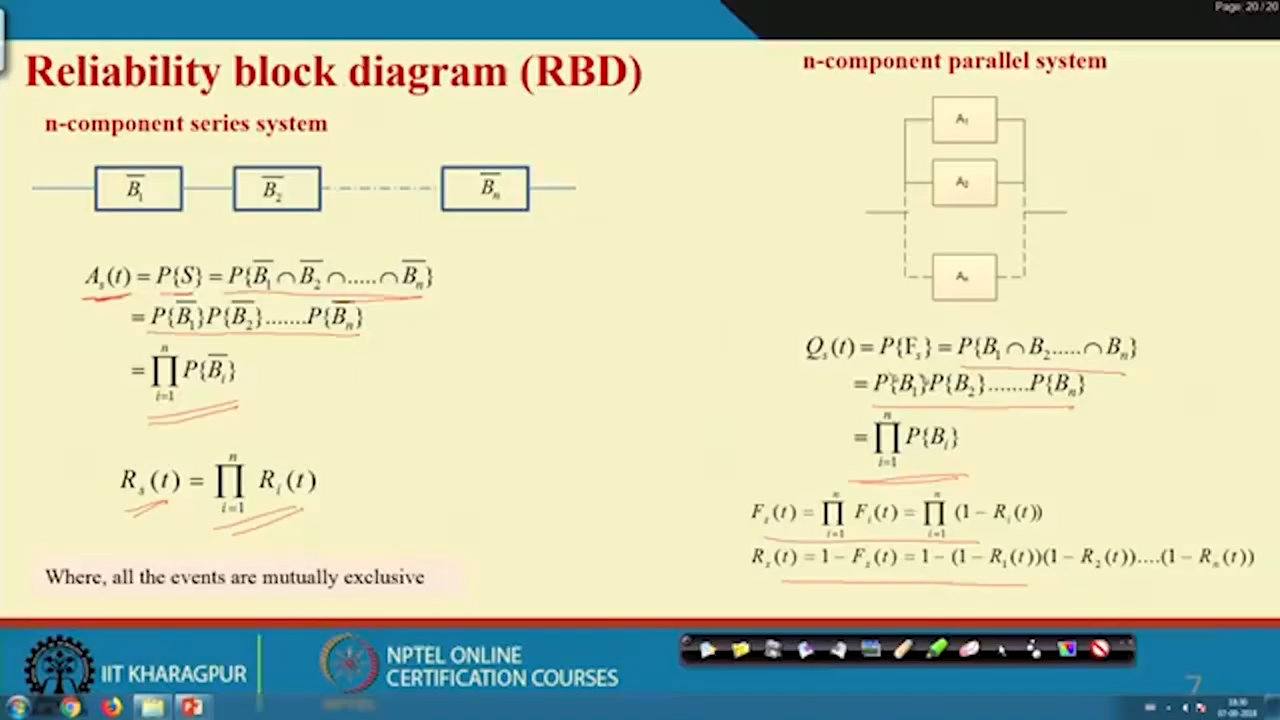 Page: 20 / 20
Reliability block diagram (RBD)
n-component series system
B̅₁ B̅₂ B̅ₙ
Aₛ(t) = P{S} = P{B̅₁ ∩ B̅₂ ∩ ..... ∩ B̅ₙ}
= P{B̅₁}P{B̅₂}.......P{B̅ₙ}
= ∏ᵢ₌₁ⁿ P{B̅ᵢ}
Rₛ(t) = ∏ᵢ₌₁ⁿ Rᵢ(t)
Where, all the events are mutually exclusive
n-component parallel system
A₁
A₂
Aₙ
Qₛ(t) = P{Fₛ} = P{B₁ ∩ B₂..... ∩ Bₙ}
= P{B₁}P{B₂}.......P{Bₙ}
= ∏ᵢ₌₁ⁿ P{Bᵢ}
Fₛ(t) = ∏ᵢ₌₁ⁿ Fᵢ(t) = ∏ᵢ₌₁ⁿ (1 − Rᵢ(t))
Rₛ(t) = 1 − Fₛ(t) = 1 − (1 − R₁(t))(1 − R₂(t))....(1 − Rₙ(t))
IIT KHARAGPUR
NPTEL ONLINE
CERTIFICATION COURSES
7